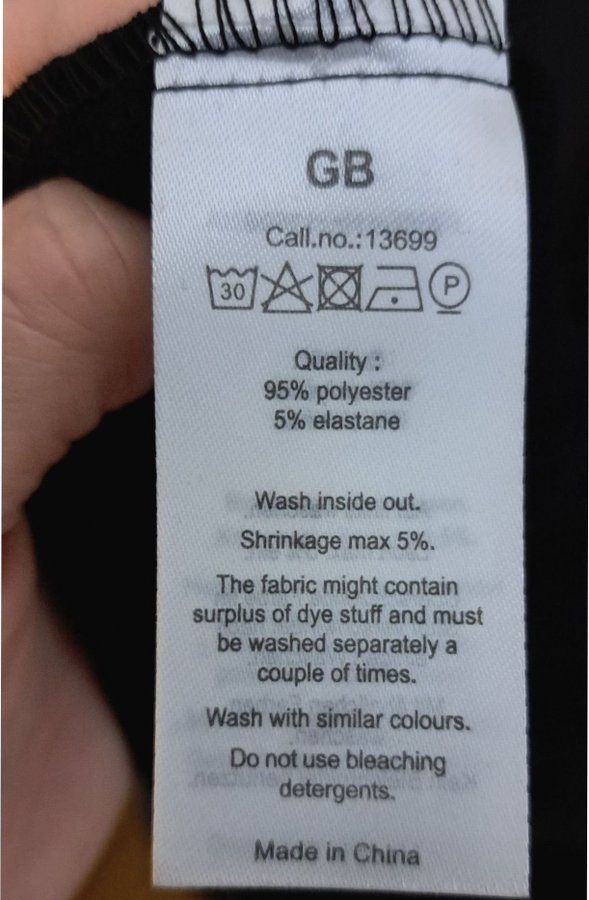 GB
Call.no.:13699
30 P
Quality :
95% polyester
5% elastane
Wash inside out.
Shrinkage max 5%.
The fabric might contain
surplus of dye stuff and must
be washed separately a
couple of times.
Wash with similar colours.
Do not use bleaching
detergents.
Made in China